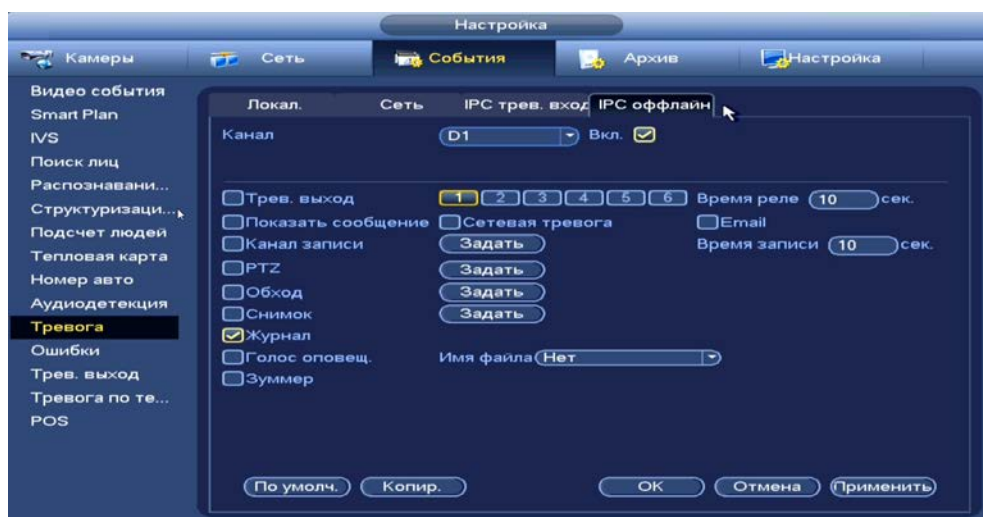 Настройка
Камеры Сеть События Архив Настройка
Видео события
Smart Plan
IVS
Поиск лиц
Распознавани...
Структуризаци...
Подсчет людей
Тепловая карта
Номер авто
Аудиодетекция
Тревога
Ошибки
Трев. выход
Тревога по те...
POS
Локал. Сеть IPC трев. вход IPC оффлайн
Канал D1 Вкл.
Трев. выход 1 2 3 4 5 6 Время реле 10 сек.
Показать сообщение Сетевая тревога Email
Канал записи Задать Время записи 10 сек.
PTZ Задать
Обход Задать
Снимок Задать
Журнал
Голос оповещ. Имя файла Нет
Зуммер
По умолч. Копир. ОК Отмена Применить